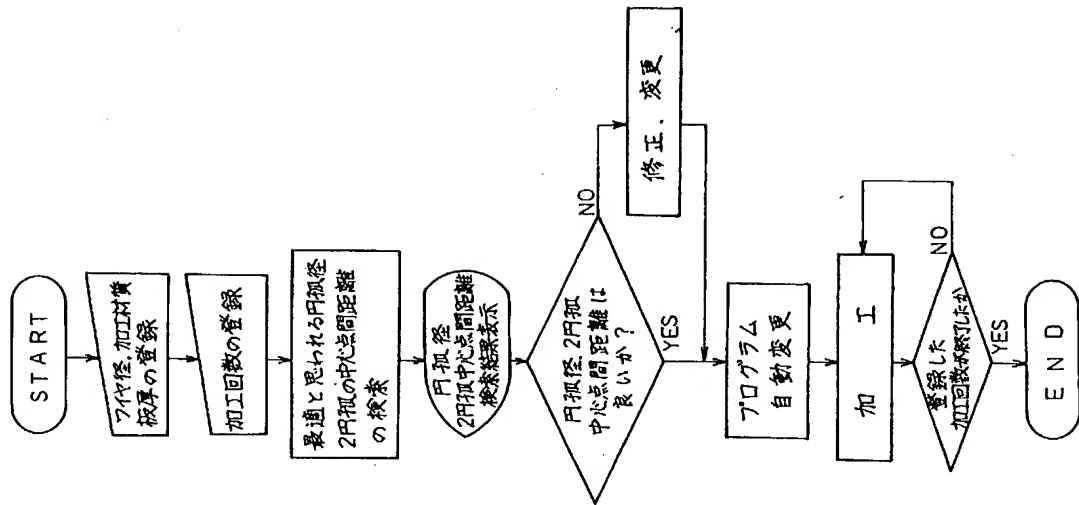 START
ワイヤ径、加工材質
板厚の登録
加工回数の登録
最適と思われる円弧径
2円弧の中心点間距離
の検索
円弧径
2円弧中心点間距離
検索結果表示
円弧径、2円弧
中心点間距離は
良いか?
NO
修正、変更
YES
プログラム
自動変更
加工
登録した
加工回数が終了したか
NO
YES
END